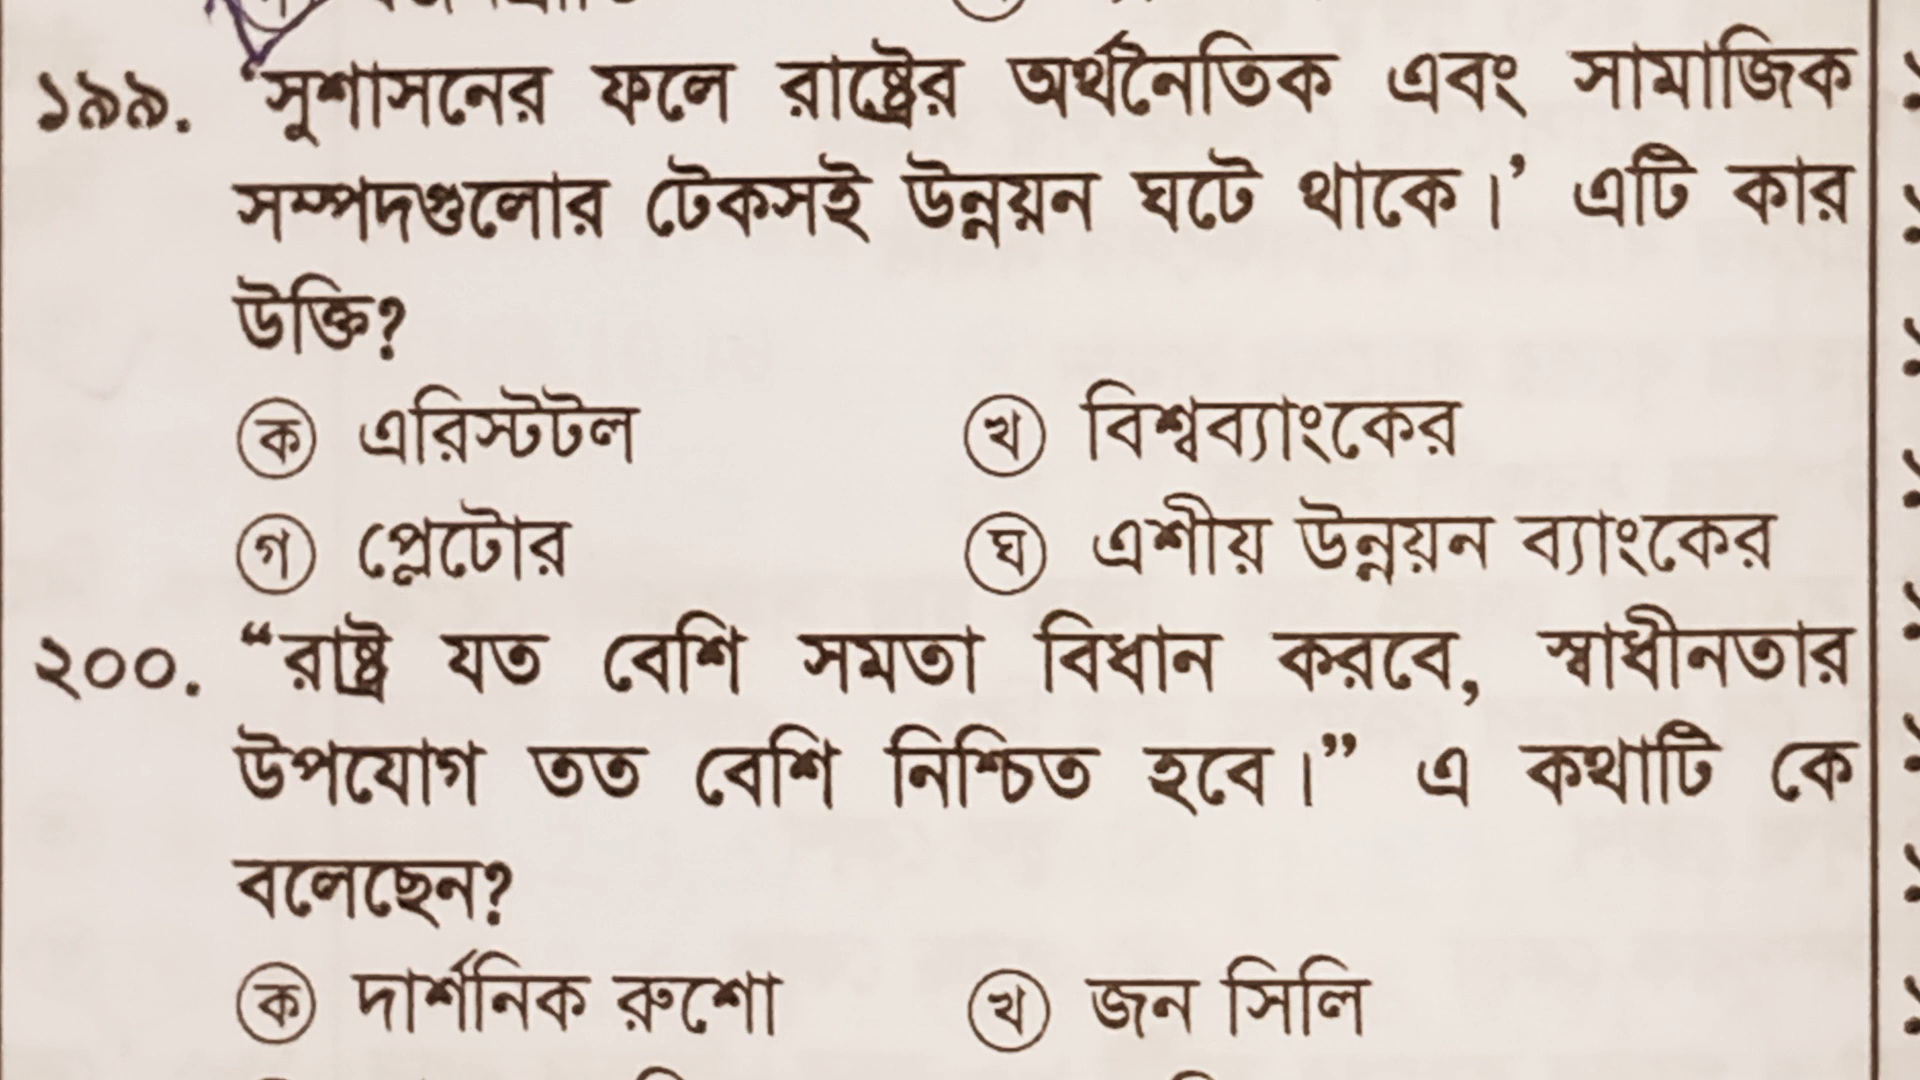 ১৯৯. ‘সুশাসনের ফলে রাষ্ট্রের অর্থনৈতিক এবং সামাজিক
সম্পদগুলোর টেকসই উন্নয়ন ঘটে থাকে।’ এটি কার
উক্তি?
ক এরিস্টটল খ বিশ্বব্যাংকের
গ প্লেটোর ঘ এশীয় উন্নয়ন ব্যাংকের
২০০. “রাষ্ট্র যত বেশি সমতা বিধান করবে, স্বাধীনতার
উপযোগ তত বেশি নিশ্চিত হবে।” এ কথাটি কে
বলেছেন?
ক দার্শনিক রুশো খ জন সিলি